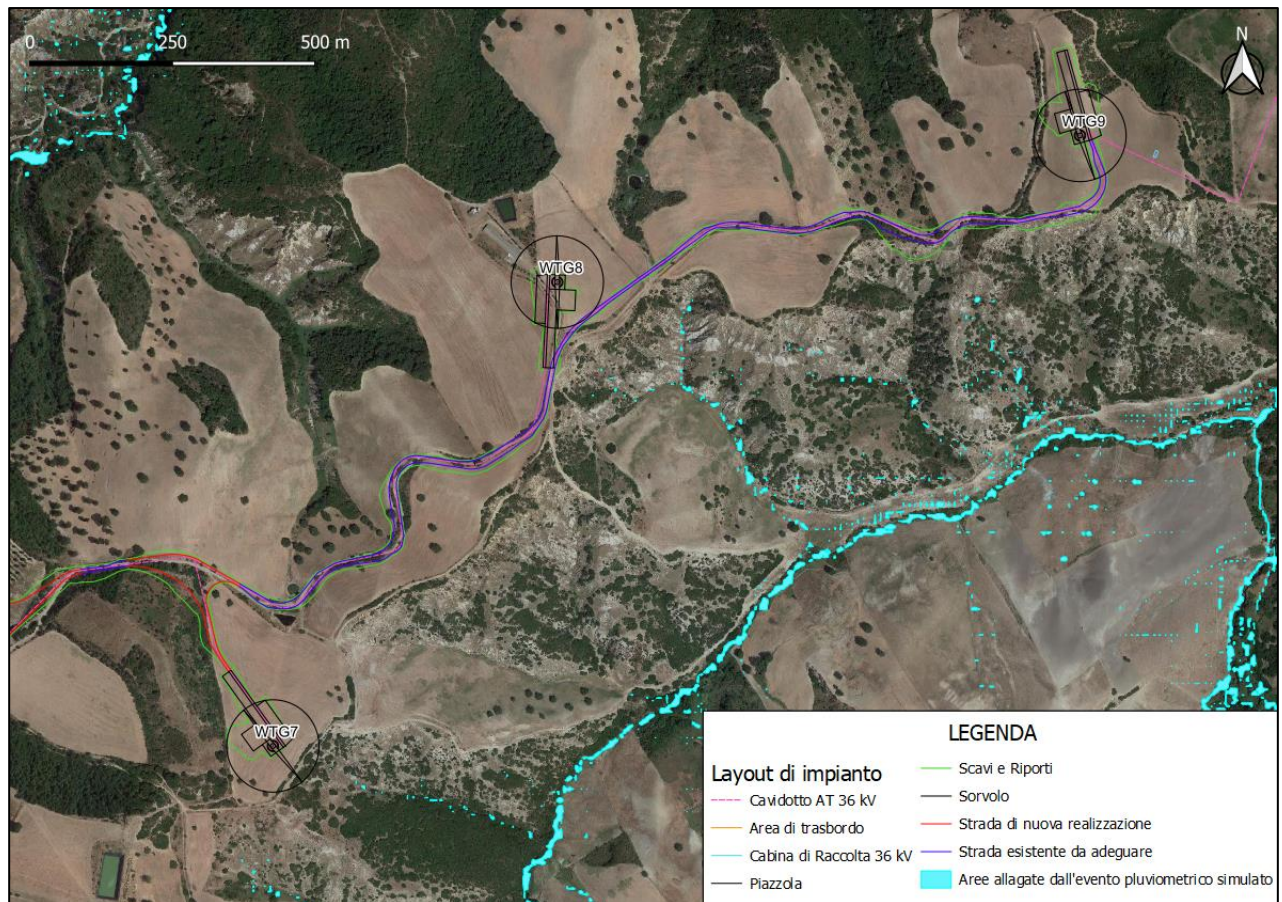 0 250 500 m
N
WTG9
WTG8
WTG7
LEGENDA
Layout di impianto
Cavidotto AT 36 kV
Area di trasbordo
Cabina di Raccolta 36 kV
Piazzola
Scavi e Riporti
Sorvolo
Strada di nuova realizzazione
Strada esistente da adeguare
Aree allagate dall'evento pluviometrico simulato